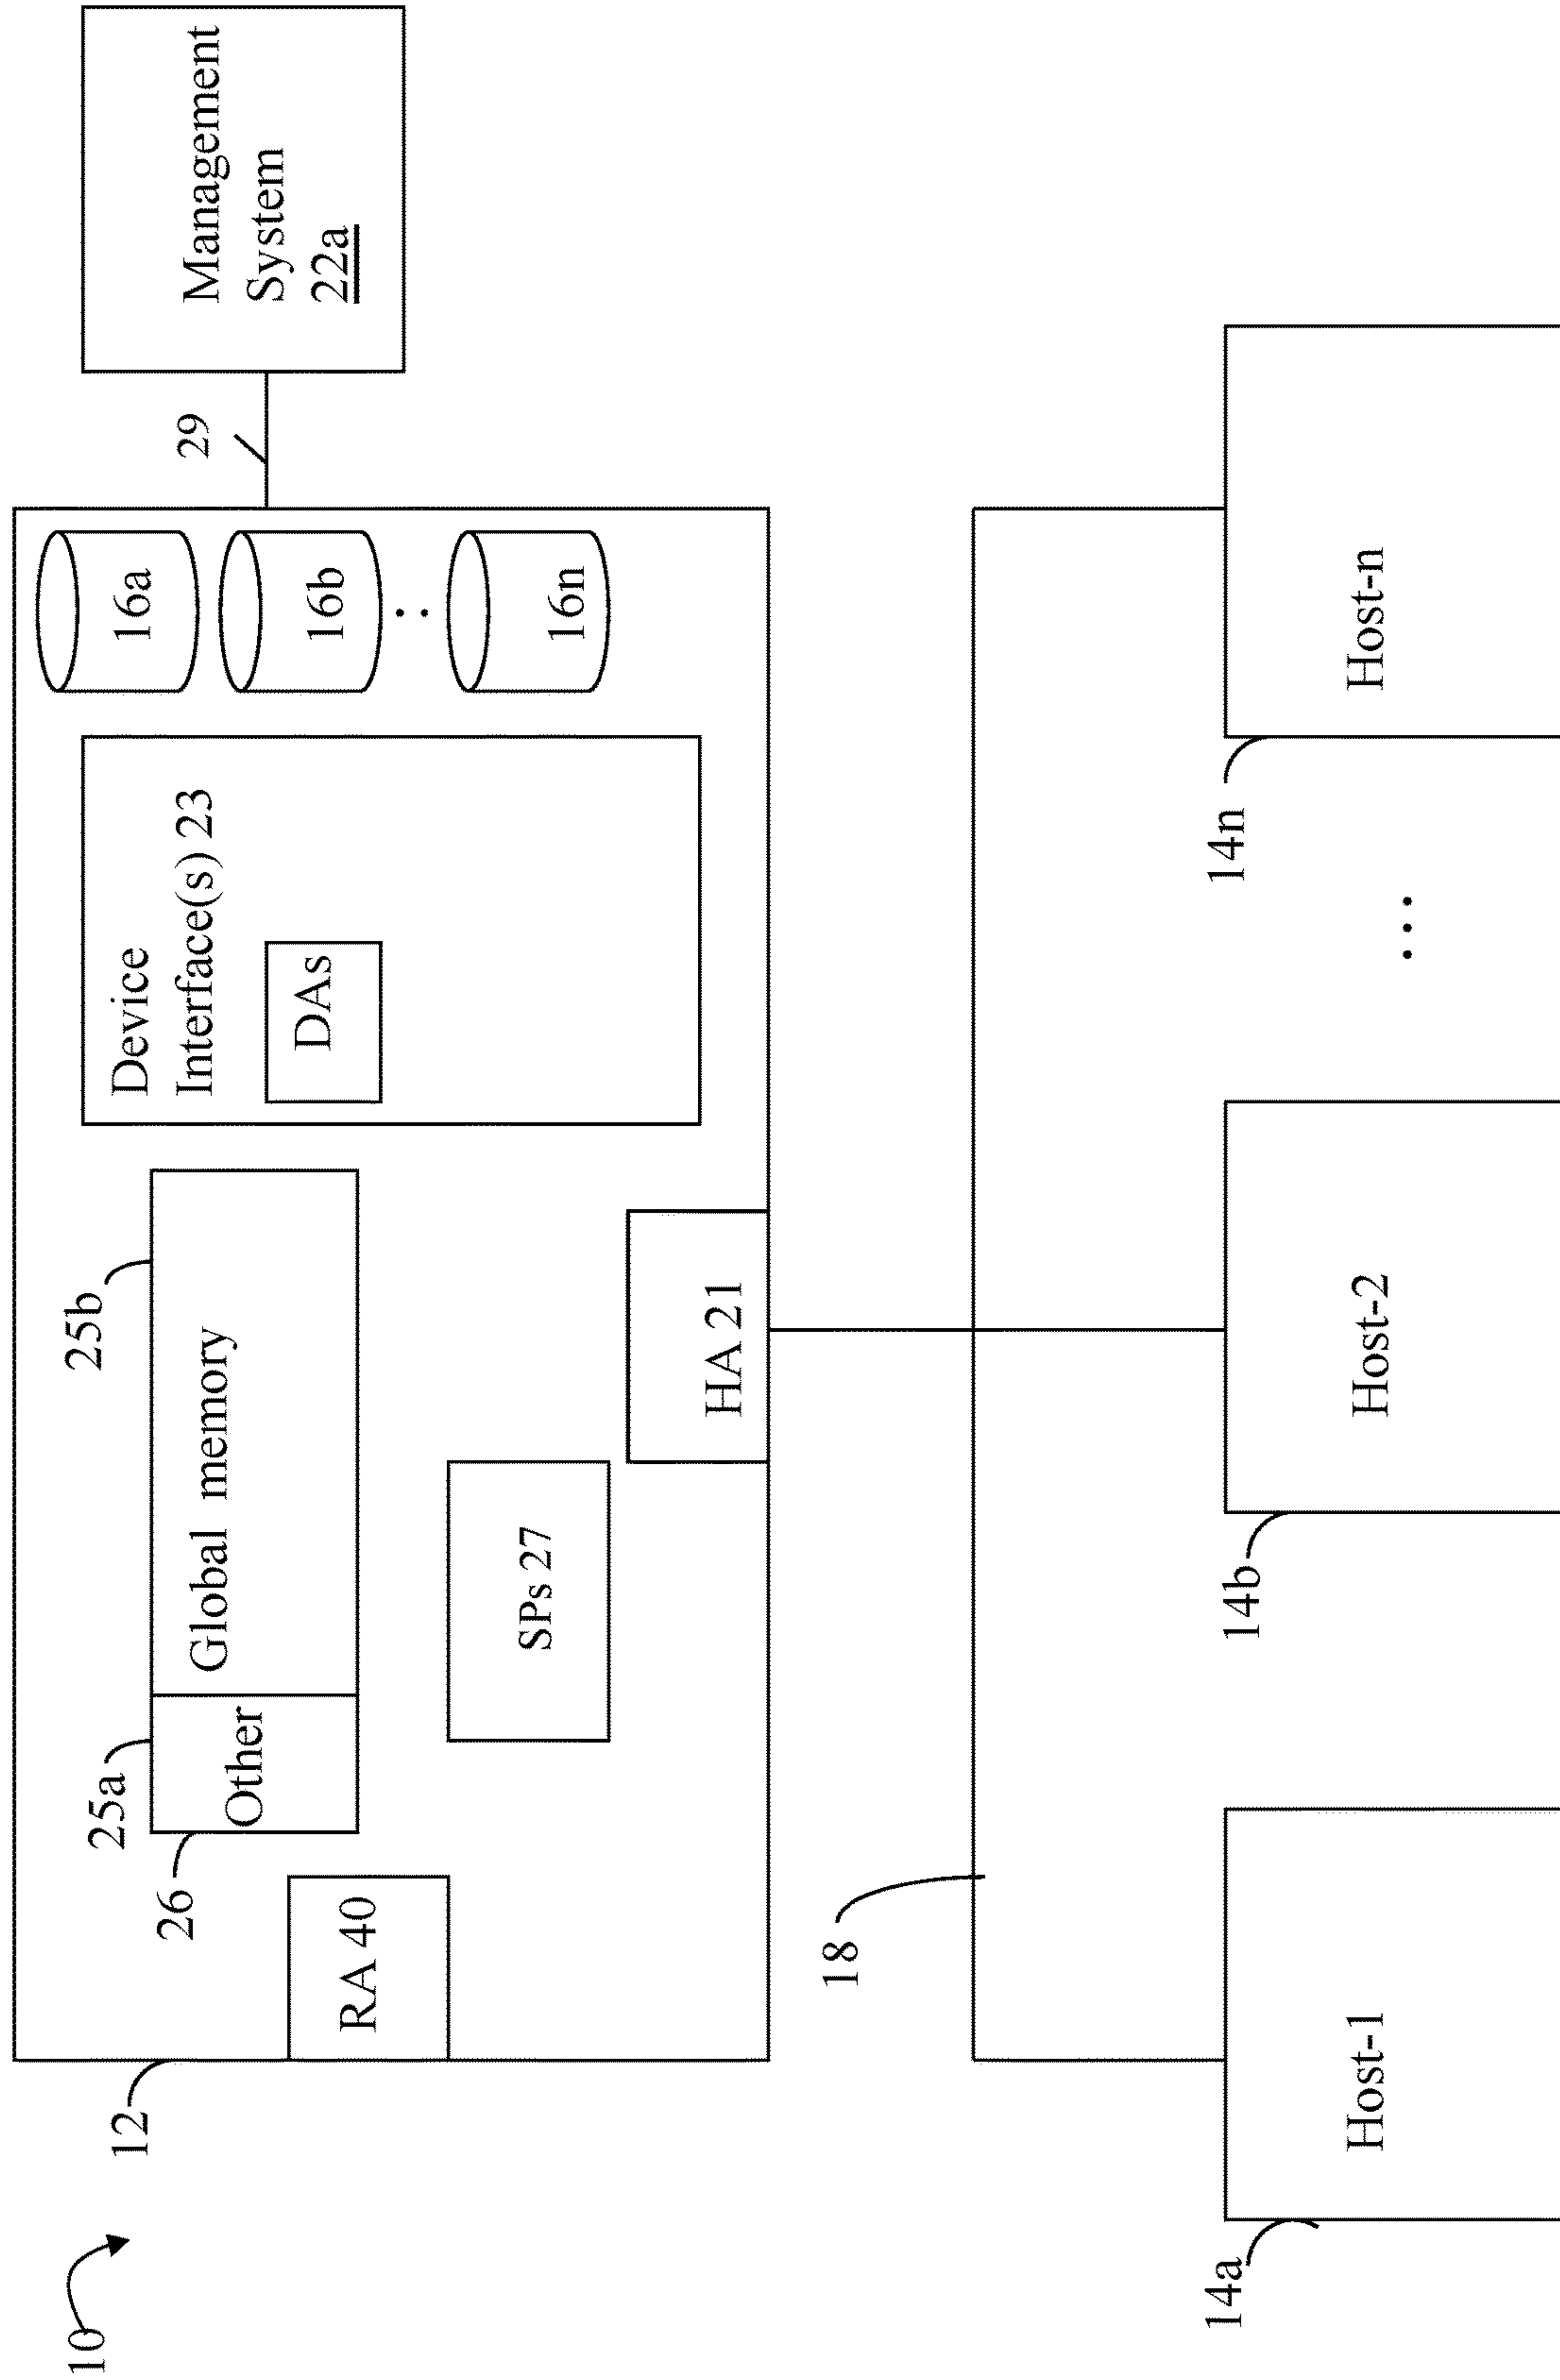 10
12
RA 40
26
25a
Other
25b
Global memory
SPs 27
HA 21
Device
Interface(s) 23
DAs
16a
16b
16n
29
Management
System
22a
18
14a
Host-1
14b
Host-2
14n
Host-n